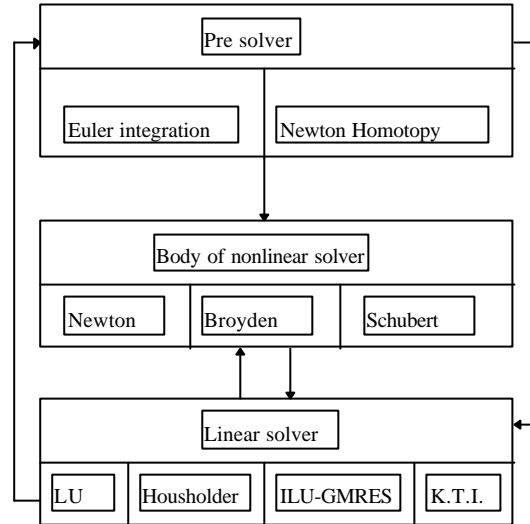 Pre solver
Euler integration
Newton Homotopy
Body of nonlinear solver
Newton
Broyden
Schubert
Linear solver
LU
Housholder
ILU-GMRES
K.T.I.